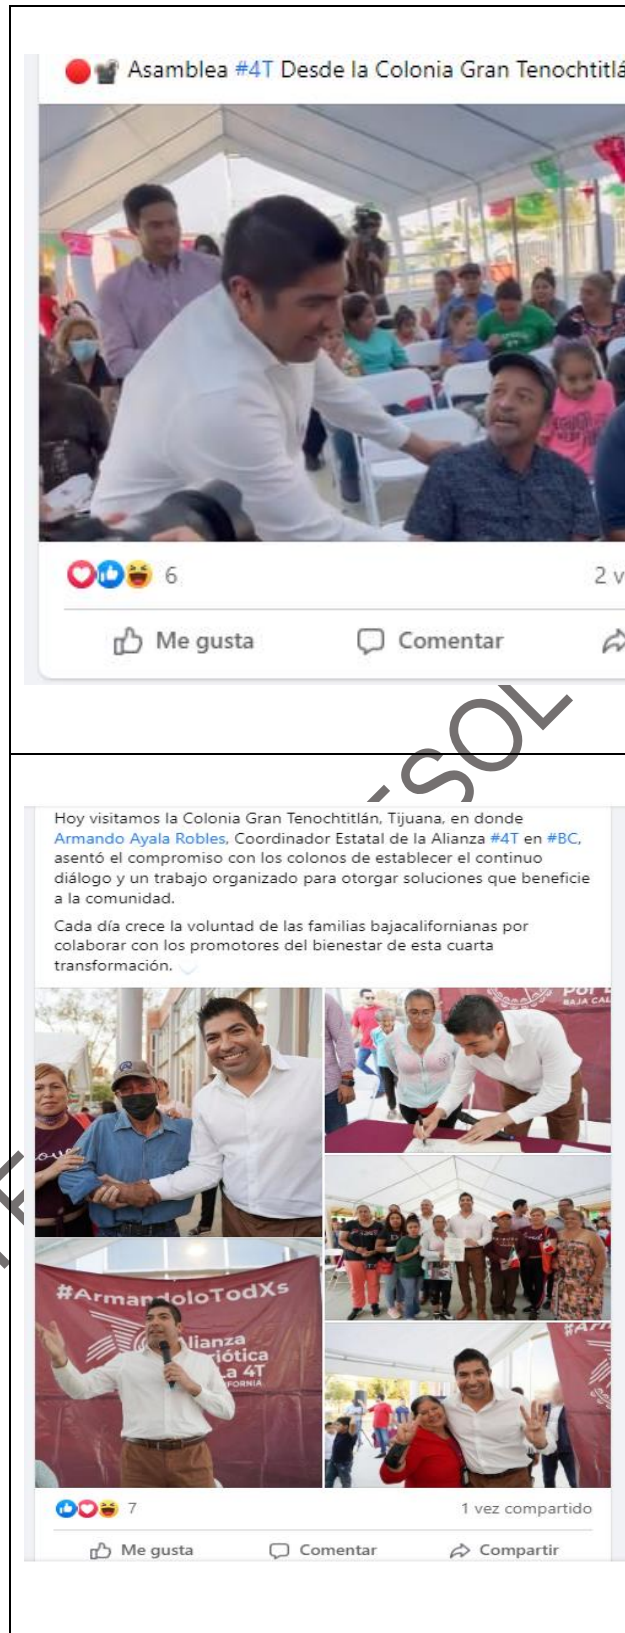 Asamblea #4T Desde la Colonia Gran
6
2 v
Me gusta
Comentar
SOL
Hoy visitamos la Colonia Gran Tenochtitlán, Tijuana, en donde
Armando Ayala Robles, Coordinador Estatal de la Alianza #4T en #BC,
asentó el compromiso con los colonos de establecer el continuo
diálogo y un trabajo organizado para otorgar soluciones que beneficie
a la comunidad.
Cada día crece la voluntad de las familias bajacalifornianas por
colaborar con los promotores del bienestar de esta cuarta
transformación.
#ArmandoloTodXs
Alianza
a 4T
7
1 vez compartido
Me gusta
Comentar
Compartir